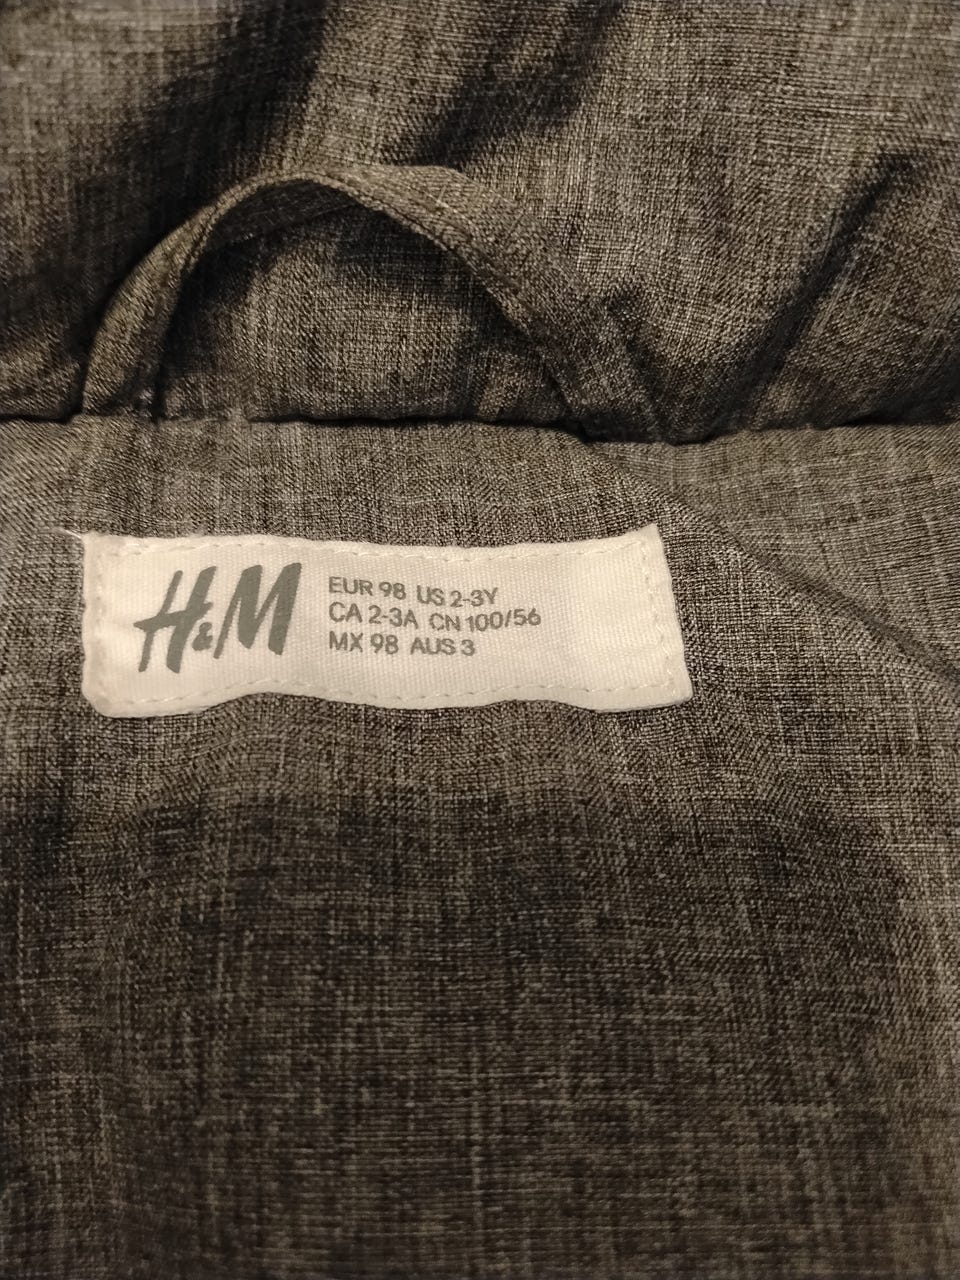 H&M
EUR 98 US 2-3Y
CA 2-3A CN 100/56
MX 98 AUS 3